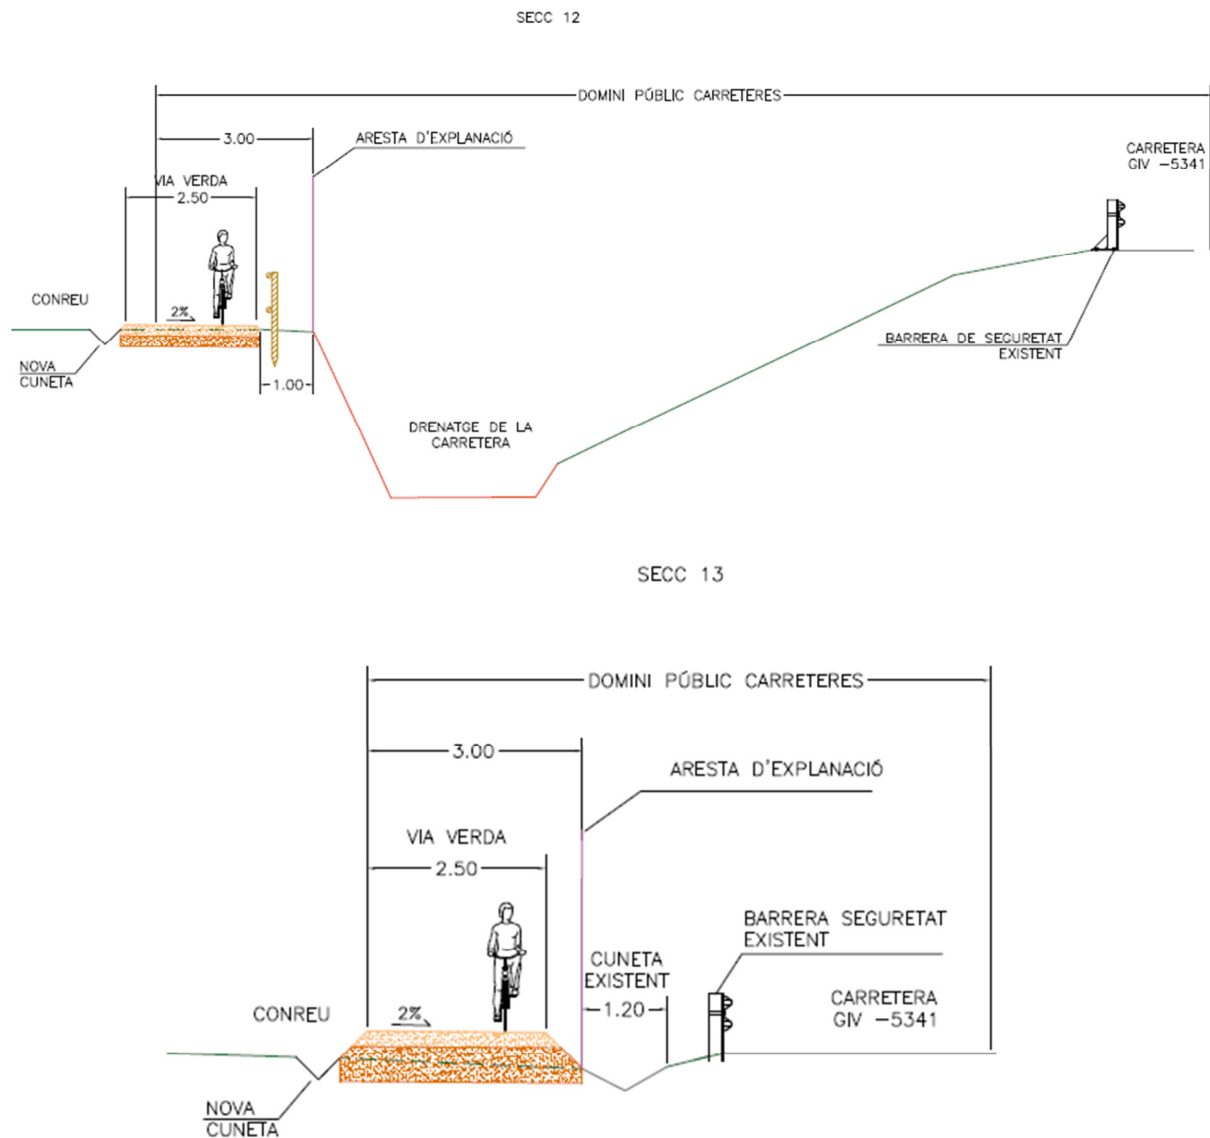 SECC 12
DOMINI PÚBLIC CARRETERES
3.00
ARESTA D'EXPLANACIÓ
CARRETERA
GIV -5341
VIA VERDA
2.50
CONREU
2%
NOVA
CUNETA
1.00
BARRERA DE SEGURETAT
EXISTENT
DRENATGE DE LA
CARRETERA
SECC 13
DOMINI PÚBLIC CARRETERES
3.00
ARESTA D'EXPLANACIÓ
VIA VERDA
2.50
BARRERA SEGURETAT
EXISTENT
CUNETA
EXISTENT
1.20
CARRETERA
GIV -5341
CONREU
2%
NOVA
CUNETA